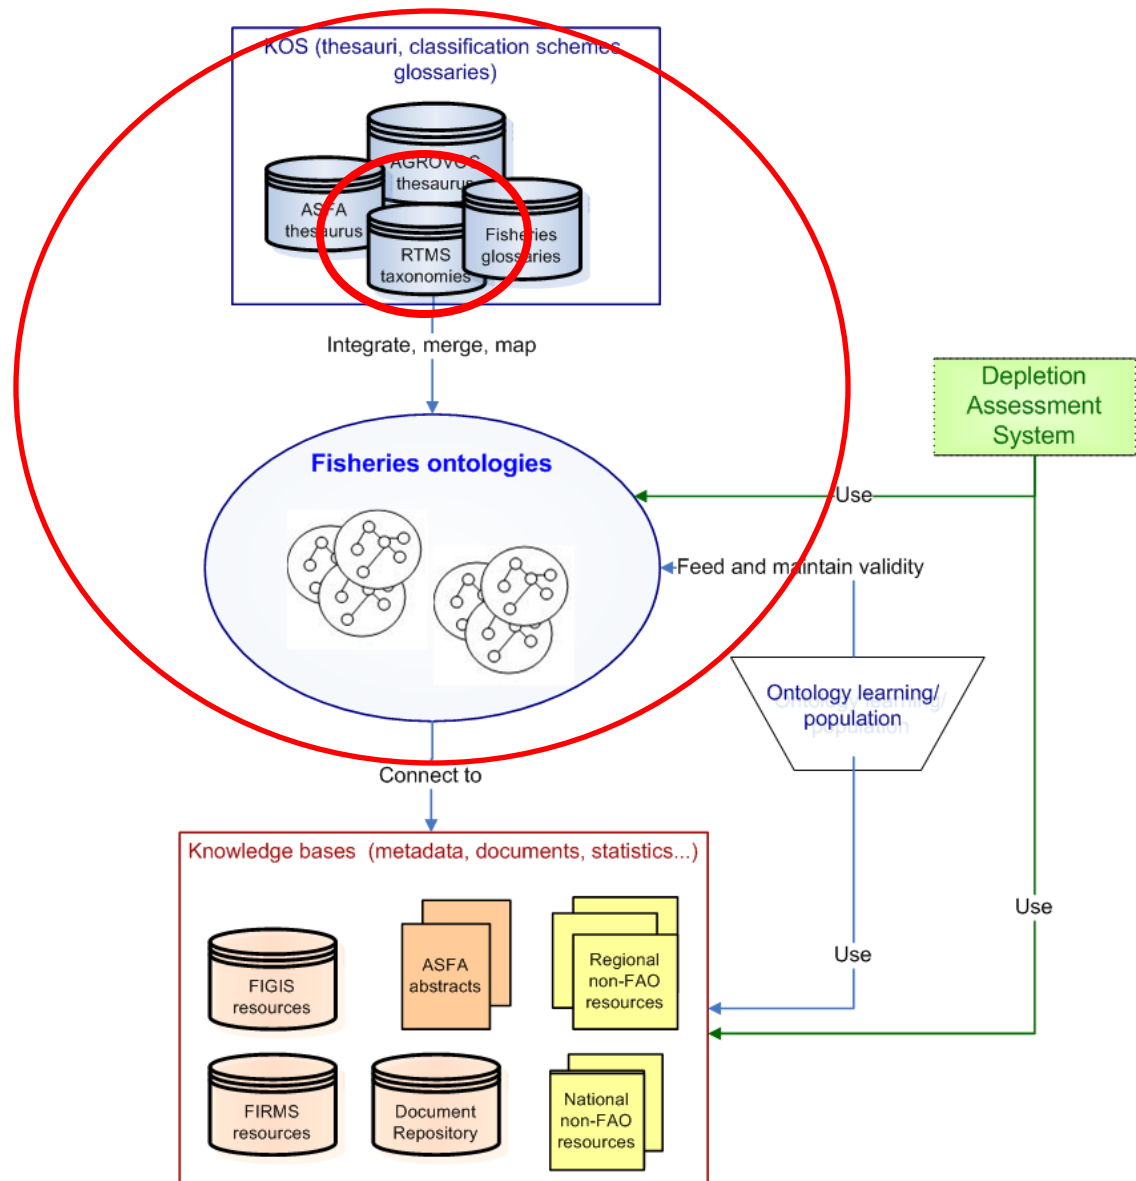 KOS (thesauri, classification schemes
glossaries)
AGROVOC
thesaurus
ASFA
thesaurus
RTMS
taxonomies
Fisheries
glossaries
Integrate, merge, map
Depletion
Assessment
System
Fisheries ontologies
Use
Feed and maintain validity
Ontology learning/
population
Connect to
Knowledge bases (metadata, documents, statistics...)
Use
Use
FIGIS
resources
ASFA
abstracts
Regional
non-FAO
resources
FIRMS
resources
Document
Repository
National
non-FAO
resources